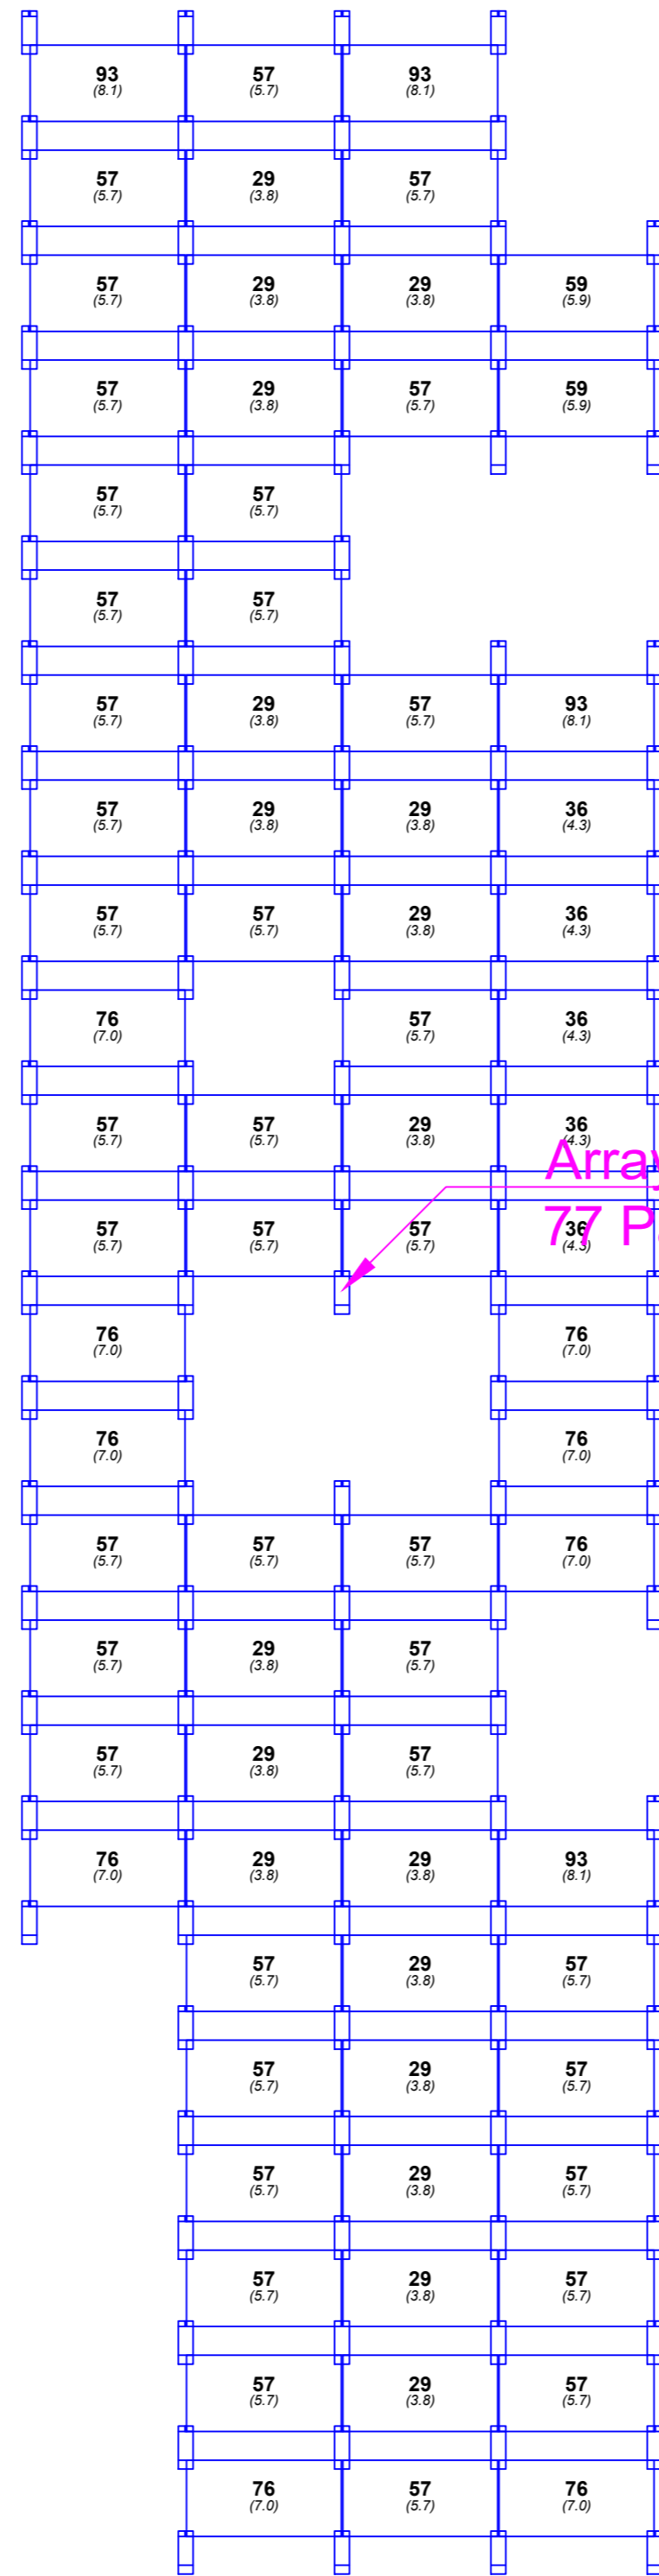 93 57 93
(8.1) (5.7) (8.1)
57 29 57
(5.7) (3.8) (5.7)
57 29 29 59
(5.7) (3.8) (3.8) (5.9)
57 29 57 59
(5.7) (3.8) (5.7) (5.9)
57 57
(5.7) (5.7)
57 57
(5.7) (5.7)
57 29 57 93
(5.7) (3.8) (5.7) (8.1)
57 29 29 36
(5.7) (3.8) (3.8) (4.3)
57 57 29 36
(5.7) (5.7) (3.8) (4.3)
76 57 36
(7.0) (5.7) (4.3)
57 57 29 36
(5.7) (5.7) (3.8) (4.3)
Array
57 57 57 36
(5.7) (5.7) (5.7) (4.3)
77 Pa
76 76
(7.0) (7.0)
76 76
(7.0) (7.0)
57 57 57 76
(5.7) (5.7) (5.7) (7.0)
57 29 57
(5.7) (3.8) (5.7)
57 29 57
(5.7) (3.8) (5.7)
76 29 29 93
(7.0) (3.8) (3.8) (8.1)
57 29 57
(5.7) (3.8) (5.7)
57 29 57
(5.7) (3.8) (5.7)
57 29 57
(5.7) (3.8) (5.7)
57 29 57
(5.7) (3.8) (5.7)
57 29 57
(5.7) (3.8) (5.7)
76 57 76
(7.0) (5.7) (7.0)